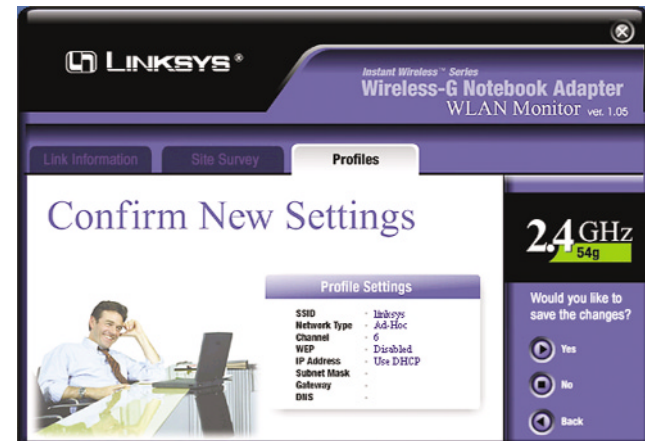 LINKSYS®
Instant Wireless™ Series
Wireless-G Notebook Adapter
WLAN Monitor ver. 1.05
Link Information
Site Survey
Profiles
Confirm New Settings
2.4 GHz
54g
Profile Settings
SSID - linksys
Network Type - Ad-Hoc
Channel - 6
WEP - Disabled
IP Address - Use DHCP
Subnet Mask -
Gateway -
DNS -
Would you like to
save the changes?
Yes
No
Back